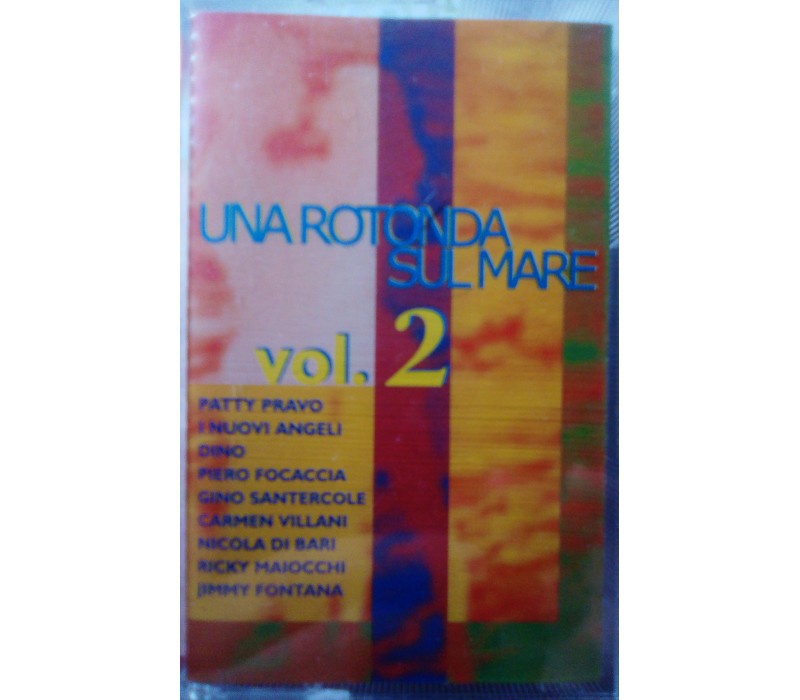 UNA ROTONDA
SUL MARE
vol. 2
PATTY PRAVO
I NUOVI ANGELI
DINO
PIERO FOCACCIA
GINO SANTERCOLE
CARMEN VILLANI
NICOLA DI BARI
RICKY MAIOCCHI
JIMMY FONTANA